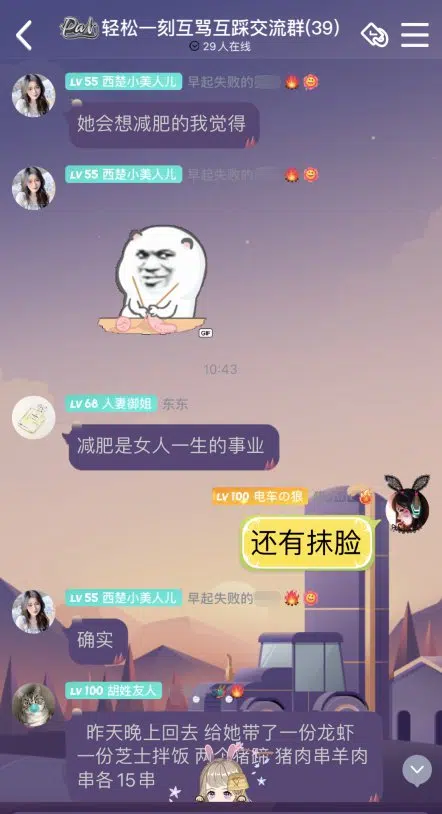 Pal 轻松一刻互骂互踩交流群(39)
29人在线
LV 55 西楚小美人儿 早起失败的
她会想减肥的我觉得
LV 55 西楚小美人儿 早起失败的
GIF
10:43
LV 68 人妻御姐 东东
减肥是女人一生的事业
LV 100 电车の狼
还有抹脸
LV 55 西楚小美人儿 早起失败的
确实
LV 100 胡姓友人
昨天晚上回去 给她带了一份龙虾
一份芝士拌饭 两个猪蹄 猪肉串羊肉
串各15串